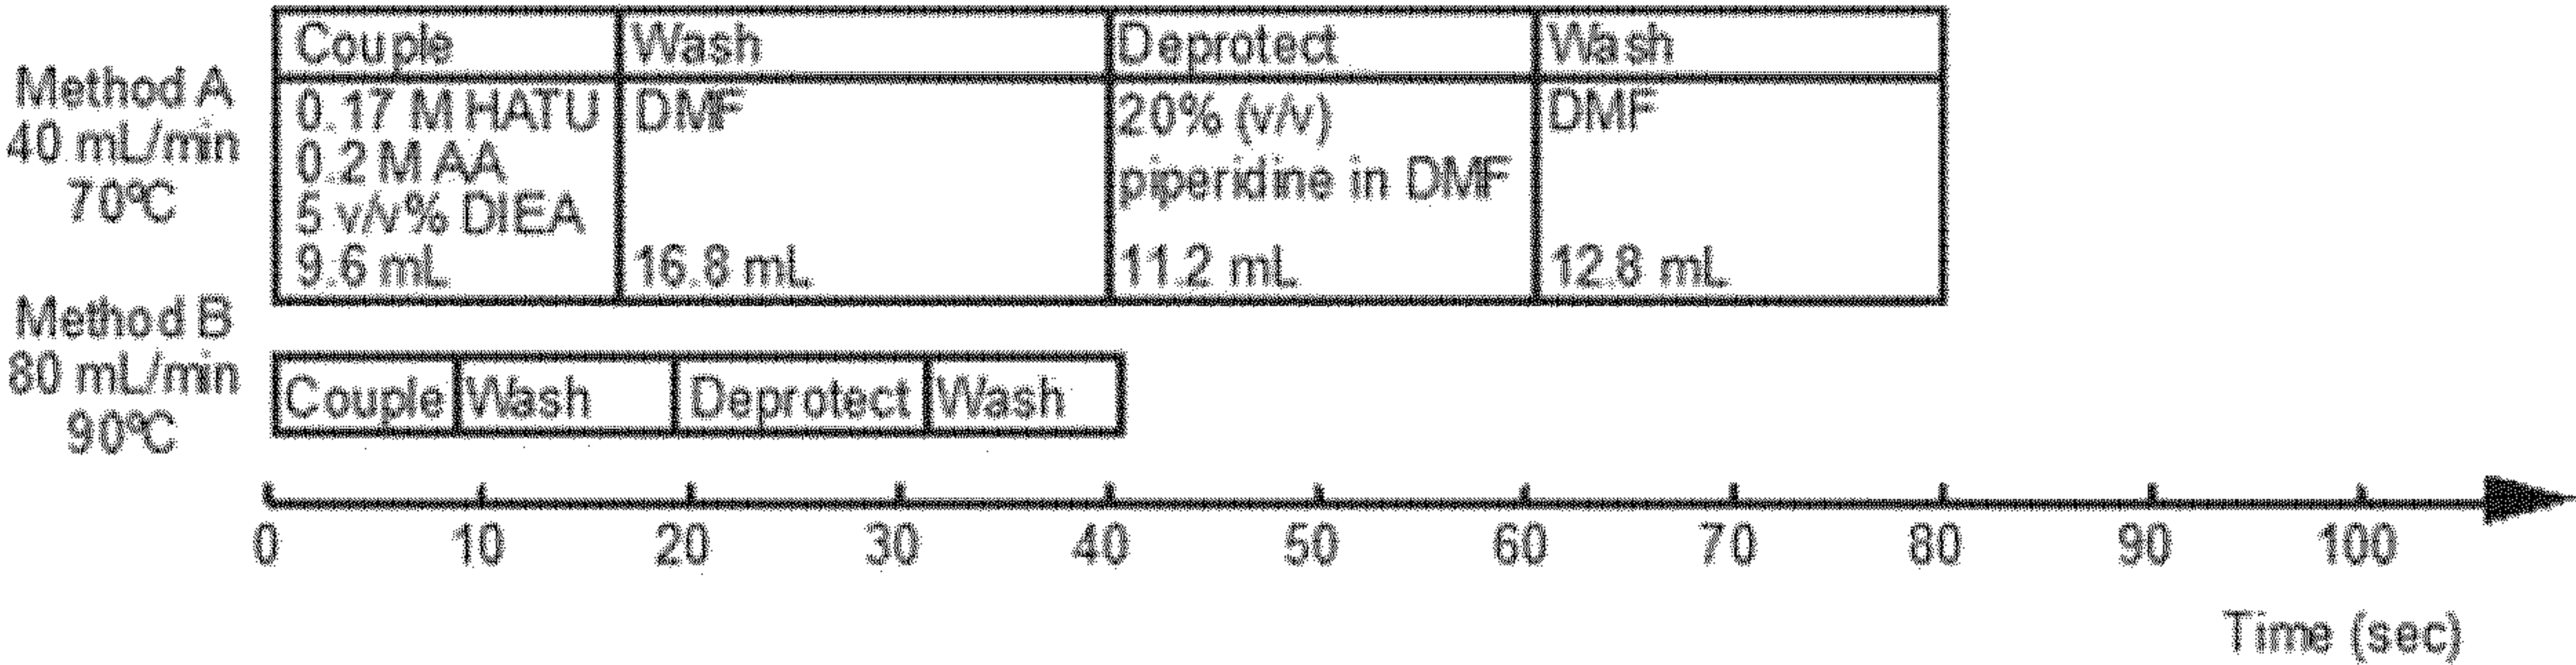 Method A
40 mL/min
70ºC
Couple
0.17 M HATU
0.2 M AA
5 v/v% DIEA
9.6 mL
Wash
DMF
16.8 mL
Deprotect
20% (v/v)
piperidine in DMF
11.2 mL
Wash
DMF
12.8 mL
Method B
80 mL/min
90ºC
Couple Wash Deprotect Wash
0 10 20 30 40 50 60 70 80 90 100
Time (sec)